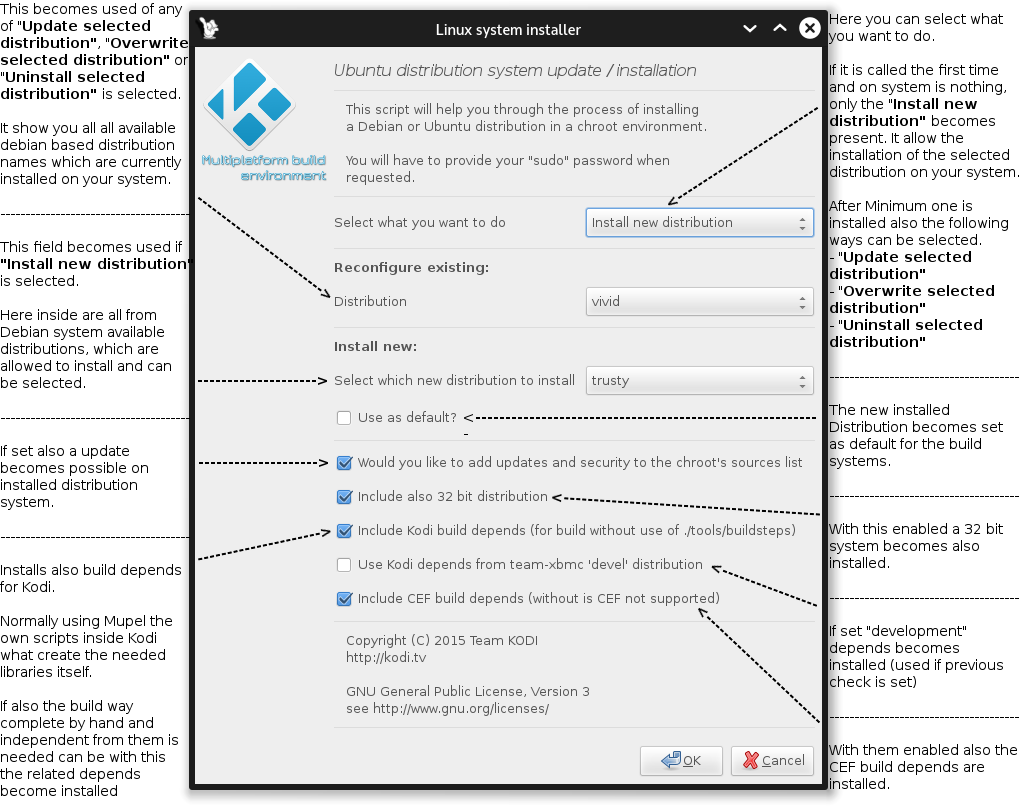 This becomes used of any
of "Update selected
distribution", "Overwrite
selected distribution" or
"Uninstall selected
distribution" is selected.
It show you all all available
debian based distribution
names which are currently
installed on your system.
This field becomes used if
"Install new distribution"
is selected.
Here inside are all from
Debian system available
distributions, which are
allowed to install and can
be selected.
If set also a update
becomes possible on
installed distribution
system.
Installs also build depends
for Kodi.
Normally using Mupel the
own scripts inside Kodi
what create the needed
libraries itself.
If also the build way
complete by hand and
independent from them is
needed can be with this
the related depends
become installed
Linux system installer
Multiplatform build
environment
Ubuntu distribution system update / installation
This script will help you through the process of installing
a Debian or Ubuntu distribution in a chroot environment.
You will have to provide your "sudo" password when
requested.
Select what you want to do
Install new distribution
Reconfigure existing:
Distribution
vivid
Install new:
Select which new distribution to install
trusty
Use as default?
Would you like to add updates and security to the chroot's sources list
Include also 32 bit distribution
Include Kodi build depends (for build without use of ./tools/buildsteps)
Use Kodi depends from team-xbmc 'devel' distribution
Include CEF build depends (without is CEF not supported)
Copyright (C) 2015 Team KODI
http://kodi.tv
GNU General Public License, Version 3
see http://www.gnu.org/licenses/
OK
Cancel
Here you can select what
you want to do.
If it is called the first time
and on system is nothing,
only the "Install new
distribution" becomes
present. It allow the
installation of the selected
distribution on your system.
After Minimum one is
installed also the following
ways can be selected.
- "Update selected
distribution"
- "Overwrite selected
distribution"
- "Uninstall selected
distribution"
The new installed
Distribution becomes set
as default for the build
systems.
With this enabled a 32 bit
system becomes also
installed.
If set "development"
depends becomes
installed (used if previous
check is set)
With them enabled also the
CEF build depends are
installed.